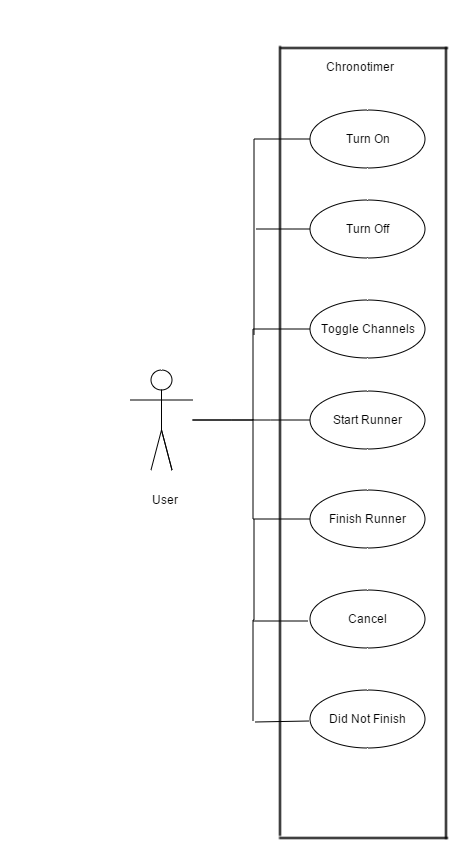 Chronotimer
Turn On
Turn Off
Toggle Channels
Start Runner
User
Finish Runner
Cancel
Did Not Finish